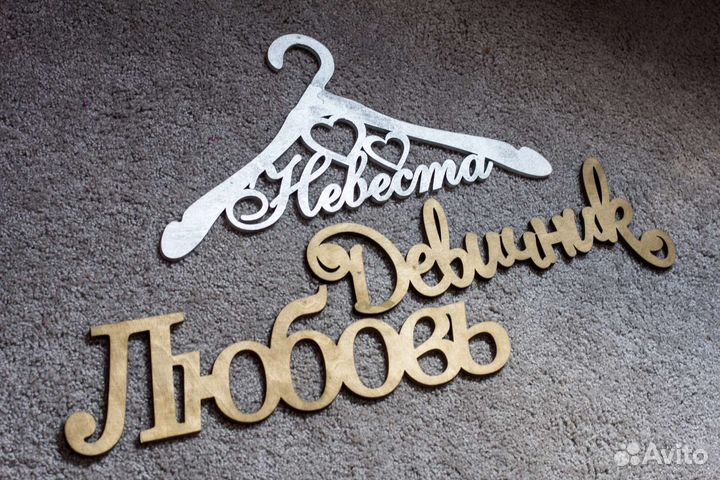 Невеста
Девичник
Любовь
Avito